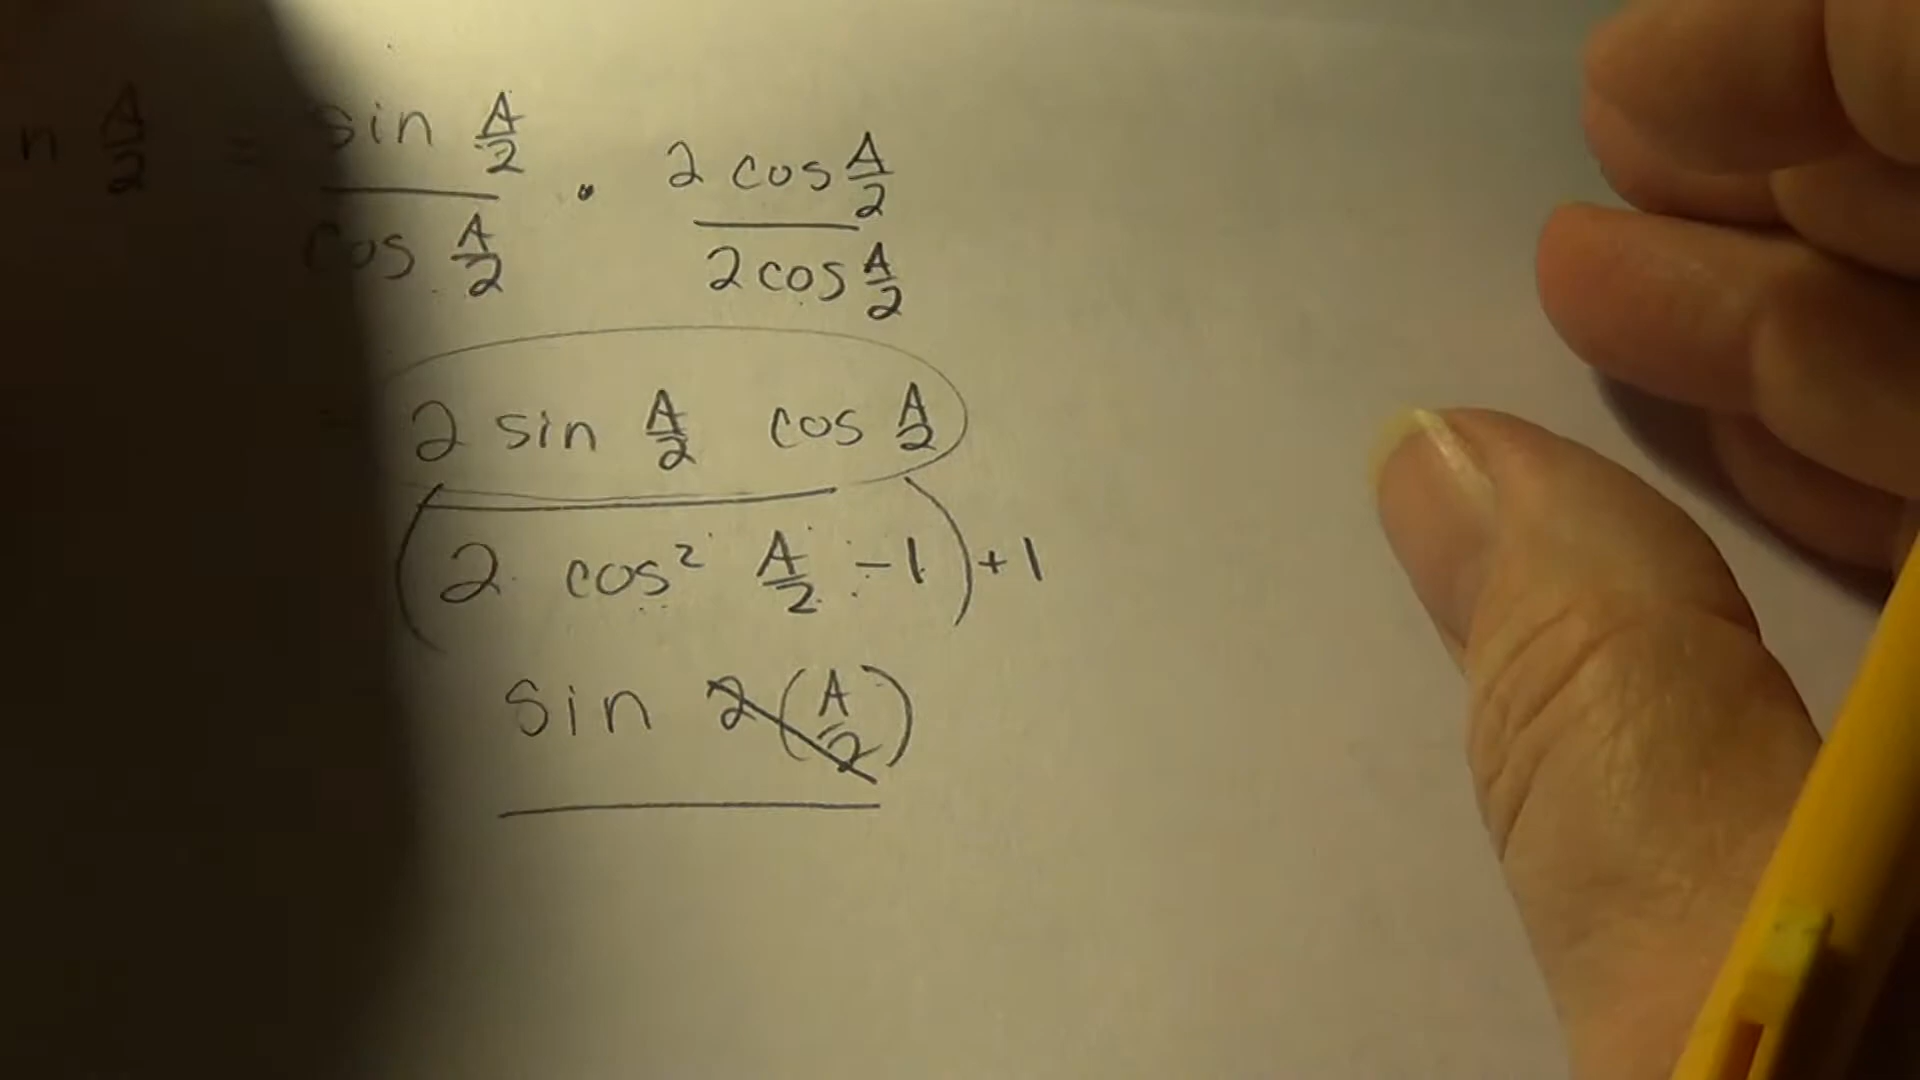 n A/2 = sin A/2 / cos A/2 · 2 cos A/2 / 2 cos A/2
= 2 sin A/2 cos A/2
(2 cos² A/2 - 1) + 1
sin 2(A/2)